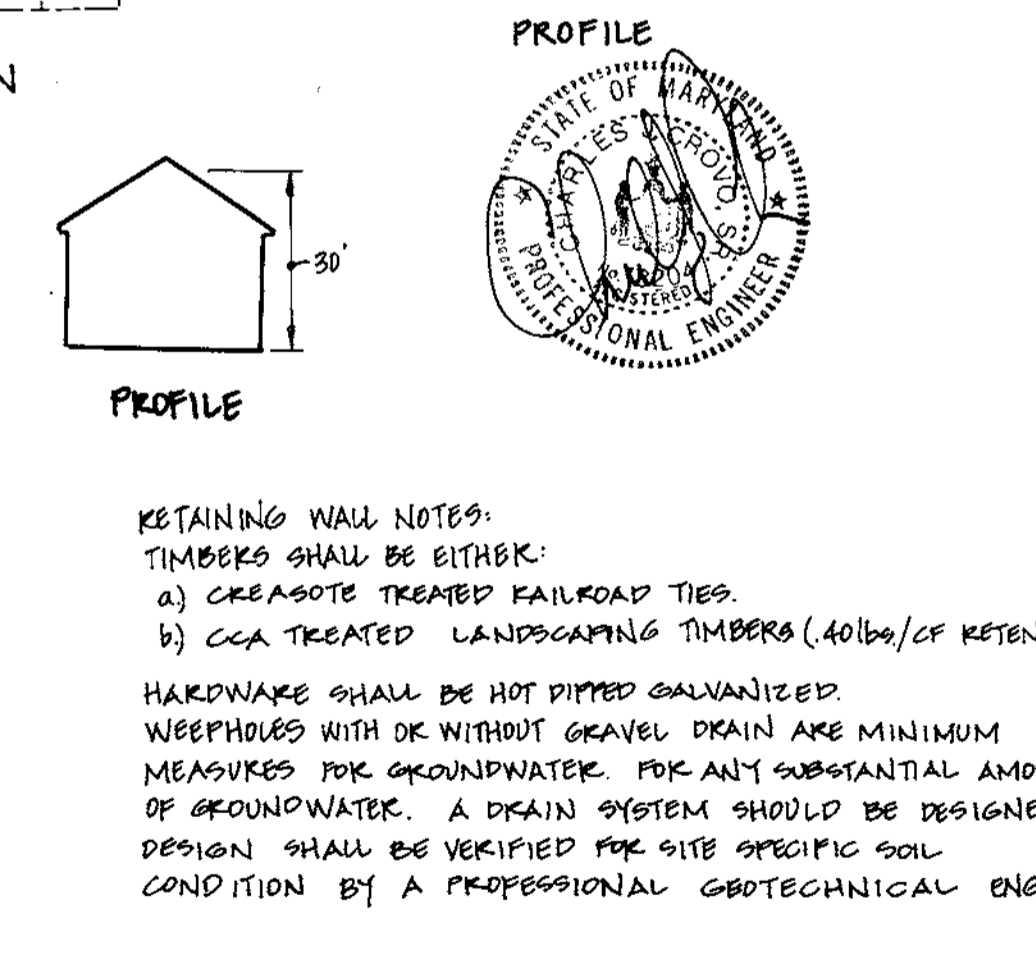 N
PROFILE
STATE OF MARYLAND
CHARLES CROVO, SR.
PROFESSIONAL ENGINEER
30'
PROFILE
RETAINING WALL NOTES:
TIMBERS SHALL BE EITHER:
a.) CREASOTE TREATED RAILROAD TIES.
b.) CCA TREATED LANDSCAPING TIMBERS (.40lbs./CF RETEN
HARDWARE SHALL BE HOT DIPPED GALVANIZED.
WEEPHOLES WITH OR WITHOUT GRAVEL DRAIN ARE MINIMUM
MEASURES FOR GROUNDWATER. FOR ANY SUBSTANTIAL AMO
OF GROUNDWATER. A DRAIN SYSTEM SHOULD BE DESIGNE
DESIGN SHALL BE VERIFIED FOR SITE SPECIFIC SOIL
CONDITION BY A PROFESSIONAL GEOTECHNICAL ENG